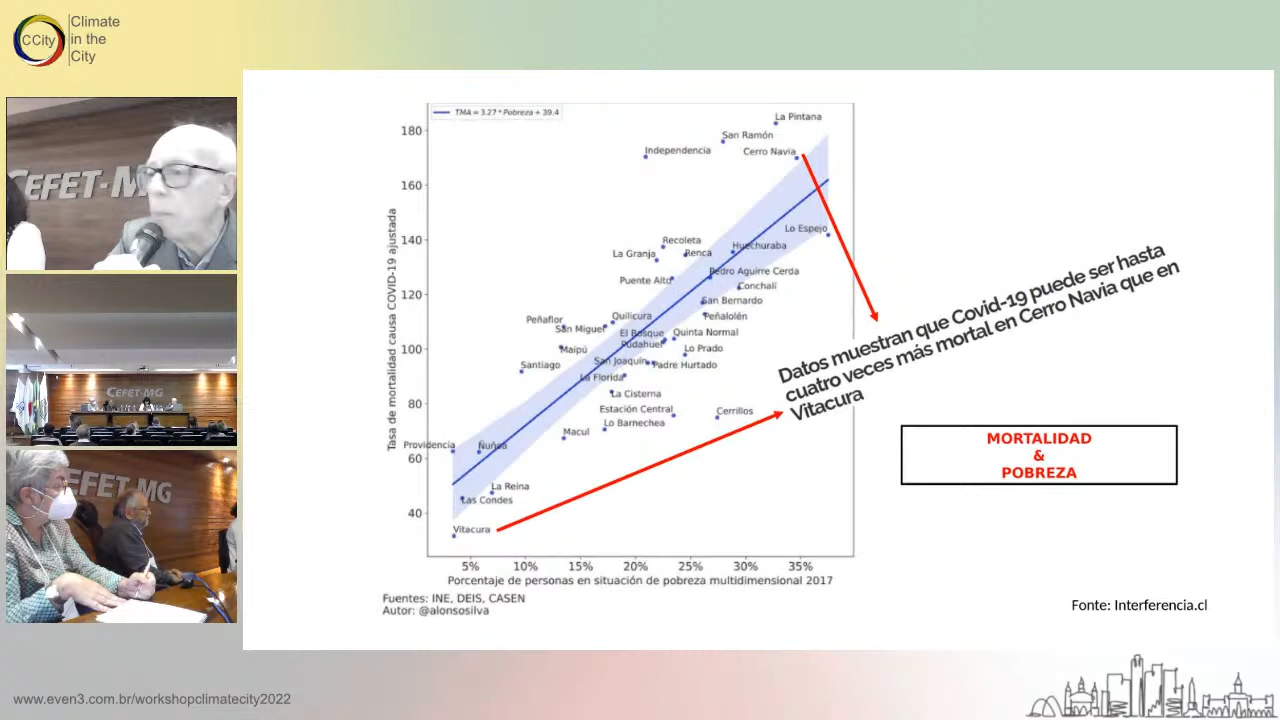 CCity
Climate
in the
City
CEFET-M
CEFET-MG
CEFET-MG
TMA = 3.27 * Pobreza + 39.4
Tasa de mortalidad causa COVID-19 ajustada
180
160
140
120
100
80
60
40
La Pintana
San Ramón
Independencia
Cerro Navia
Lo Espejo
Recoleta
Huechuraba
La Granja
Renca
Pedro Aguirre Cerda
Puente Alto
Conchalí
San Bernardo
Peñalolén
Quilicura
Peñaflor
San Miguel
El Bosque
Quinta Normal
Pudahuel
Maipú
Lo Prado
San Joaquín
Padre Hurtado
Santiago
La Florida
La Cisterna
Estación Central
Cerrillos
Lo Barnechea
Macul
Providencia
Ñuñoa
La Reina
Las Condes
Vitacura
5%
10%
15%
20%
25%
30%
35%
Porcentaje de personas en situación de pobreza multidimensional 2017
Fuentes: INE, DEIS, CASEN
Autor: @alonsosilva
Datos muestran que Covid-19 puede ser hasta
cuatro veces más mortal en Cerro Navia que en
Vitacura
MORTALIDAD
&
POBREZA
Fonte: Interferencia.cl
www.even3.com.br/workshopclimatecity2022